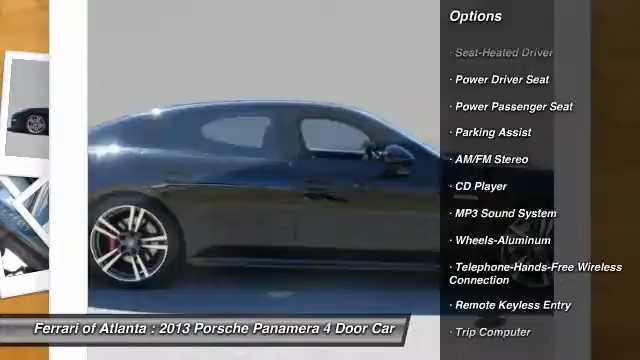 Options
· Seat-Heated Driver
· Power Driver Seat
· Power Passenger Seat
· Parking Assist
· AM/FM Stereo
· CD Player
· MP3 Sound System
· Wheels-Aluminum
· Telephone-Hands-Free Wireless
Connection
· Remote Keyless Entry
· Trip Computer
Ferrari of Atlanta : 2013 Porsche Panamera 4 Door Car